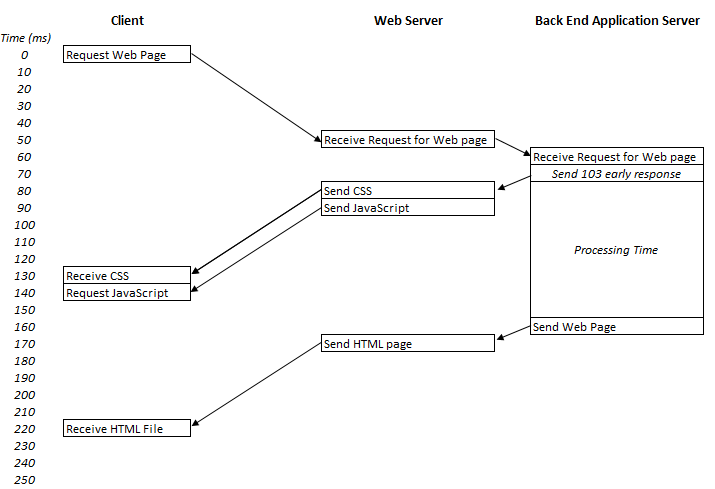 Client Web Server Back End Application Server
Time (ms)
0 Request Web Page
10
20
30
40
50 Receive Request for Web page
60 Receive Request for Web page
70 Send 103 early response
80 Send CSS
90 Send JavaScript
100
110 Processing Time
120
130 Receive CSS
140 Request JavaScript
150
160 Send Web Page
170 Send HTML page
180
190
200
210
220 Receive HTML File
230
240
250